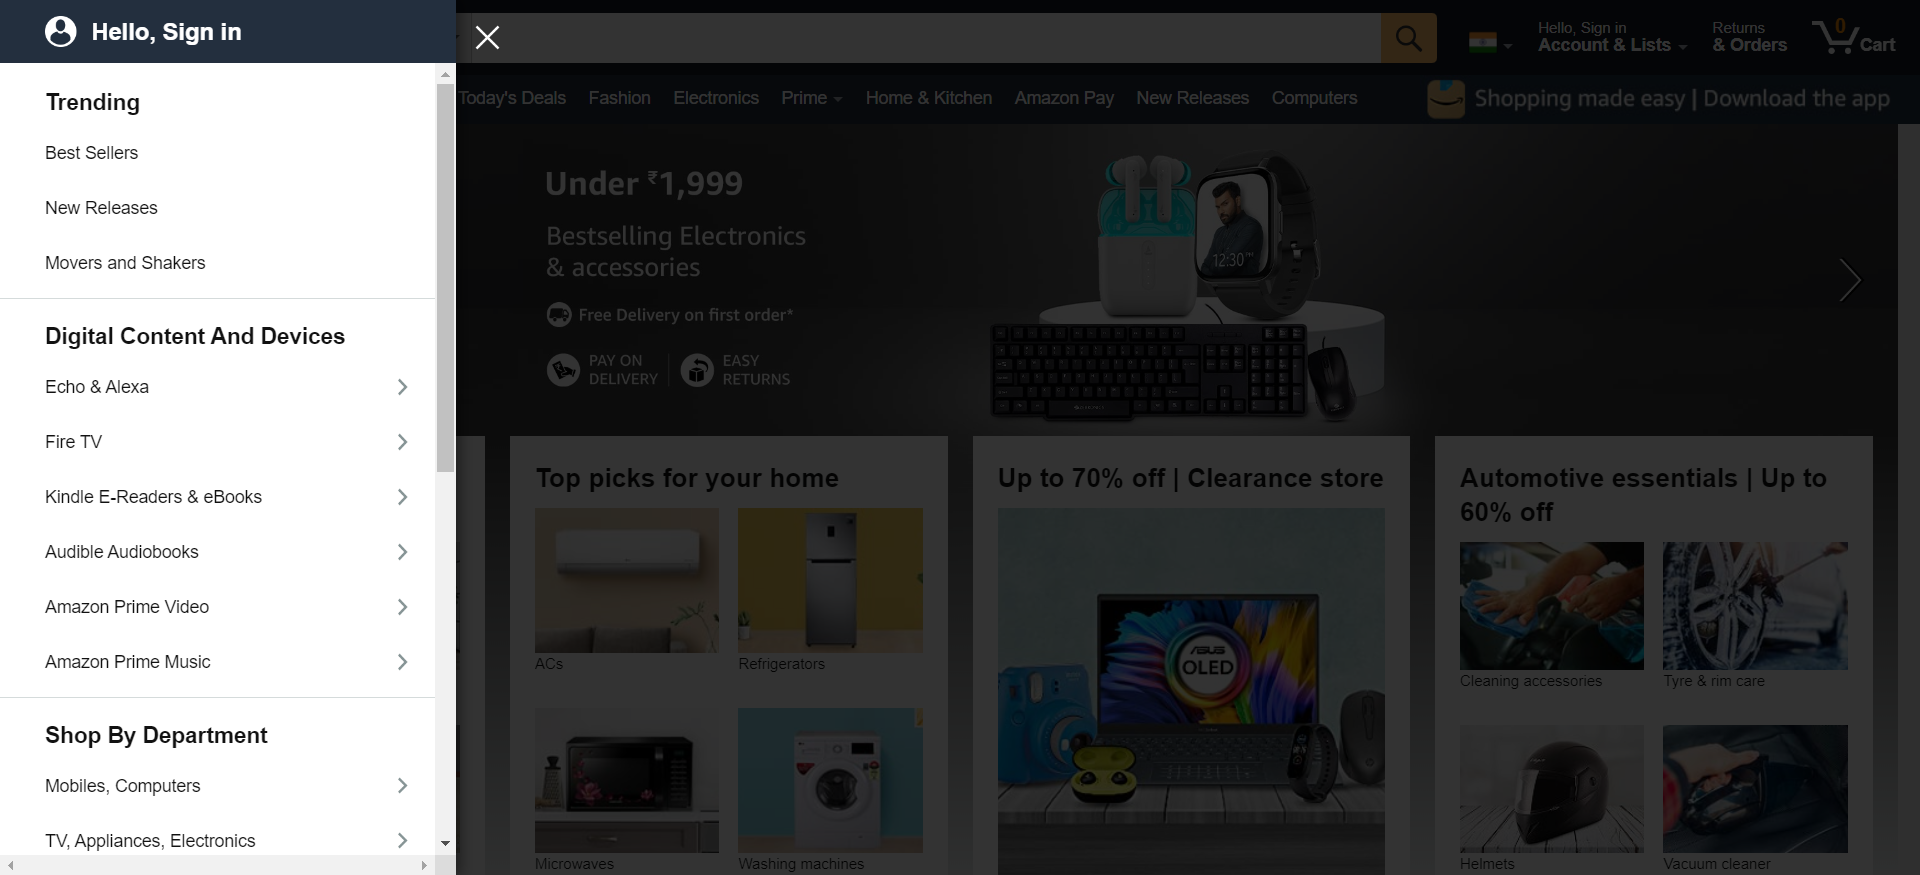 Hello, Sign in
Trending
Best Sellers
New Releases
Movers and Shakers
Digital Content And Devices
Echo & Alexa
Fire TV
Kindle E-Readers & eBooks
Audible Audiobooks
Amazon Prime Video
Amazon Prime Music
Shop By Department
Mobiles, Computers
TV, Appliances, Electronics
Hello, Sign in
Account & Lists
Returns
& Orders
0
Cart
Today's Deals Fashion Electronics Prime Home & Kitchen Amazon Pay New Releases Computers
Shopping made easy | Download the app
Under ₹1,999
Bestselling Electronics
& accessories
Free Delivery on first order*
PAY ON
DELIVERY
EASY
RETURNS
12:30
Top picks for your home
ACs
Refrigerators
Microwaves
Washing machines
Up to 70% off | Clearance store
ASUS
OLED
Automotive essentials | Up to
60% off
Cleaning accessories
Tyre & rim care
Helmets
Vacuum cleaner